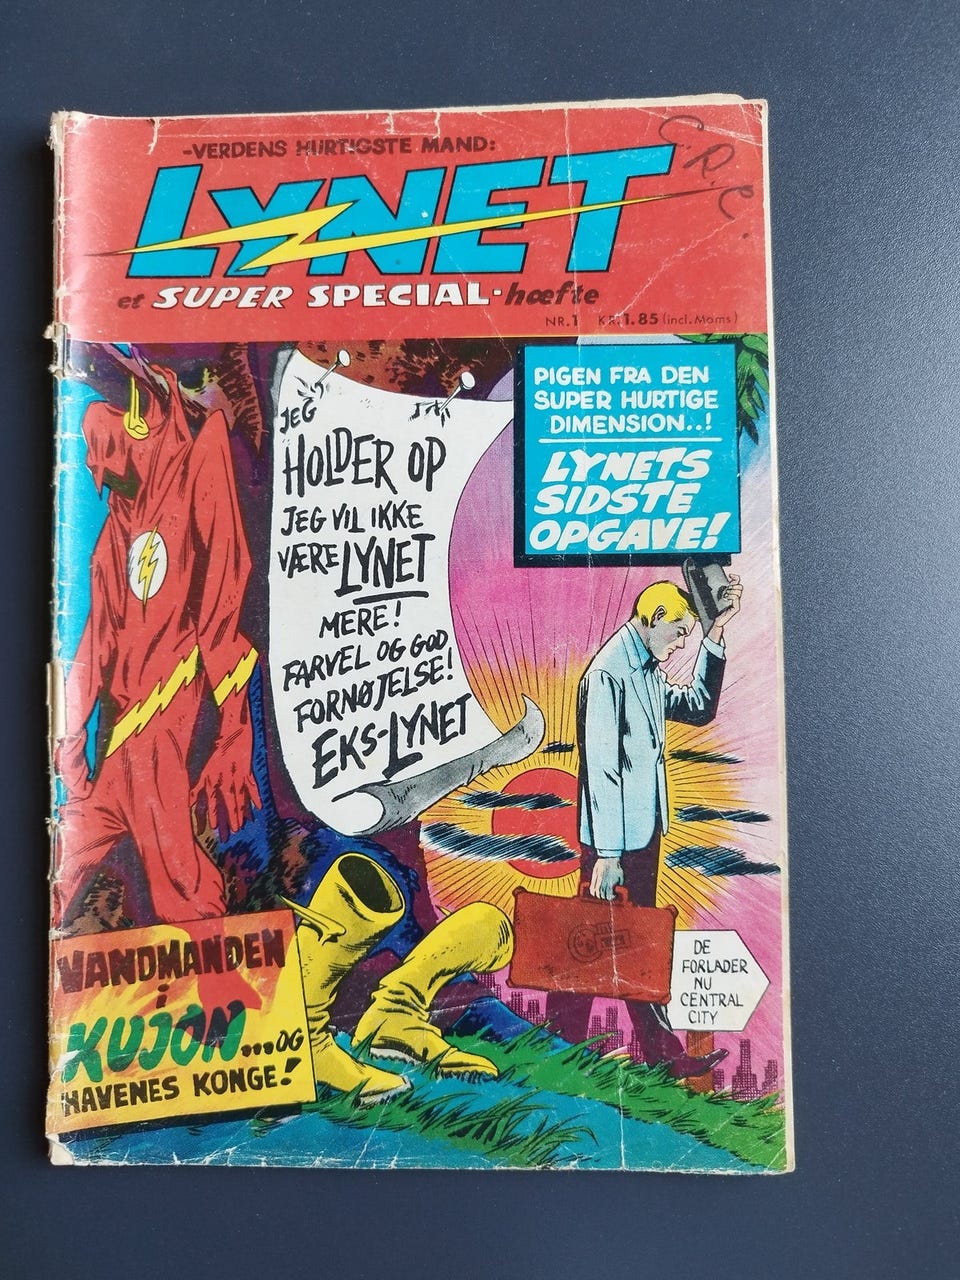 -VERDENS HURTIGSTE MAND:
LYNET
et SUPER SPECIAL-hæfte
NR.1 KR.1.85 (incl. Moms)
C.R.C.
PIGEN FRA DEN
SUPER HURTIGE
DIMENSION..!
LYNETS
SIDSTE
OPGAVE!
JEG
HOLDER OP
JEG VIL IKKE
VÆRE LYNET
MERE!
FARVEL OG GOD
FORNØJELSE!
EKS-LYNET
DE
FORLADER
NU
CENTRAL
CITY
VANDMANDEN
i
KUJON...OG
HAVENES KONGE!